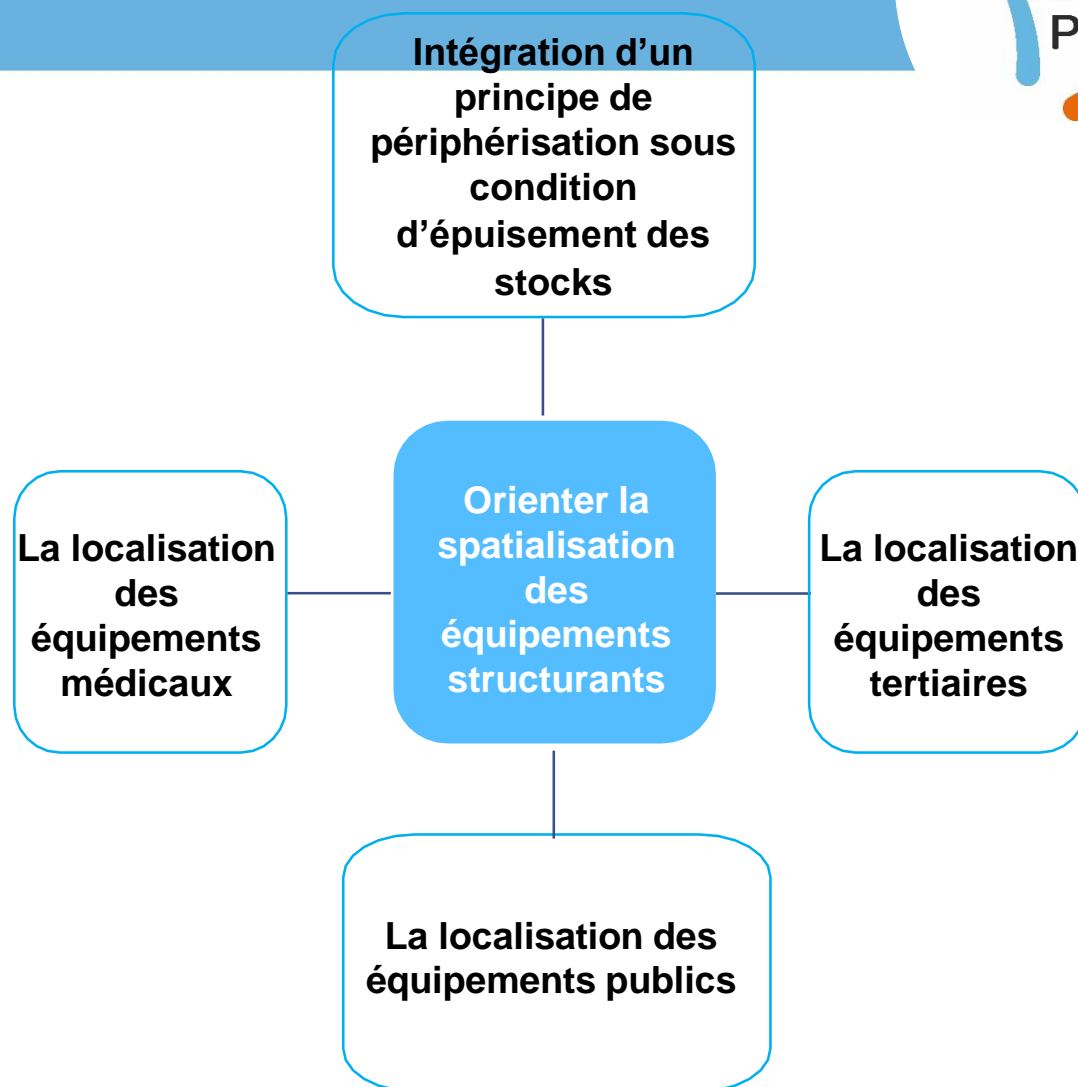 P
Intégration d’un
principe de
périphérisation sous
condition
d'épuisement des
stocks
La localisation
des
équipements
médicaux
Orienter la
spatialisation
des
équipements
structurants
La localisation
des
équipements
tertiaires
La localisation des
équipements publics